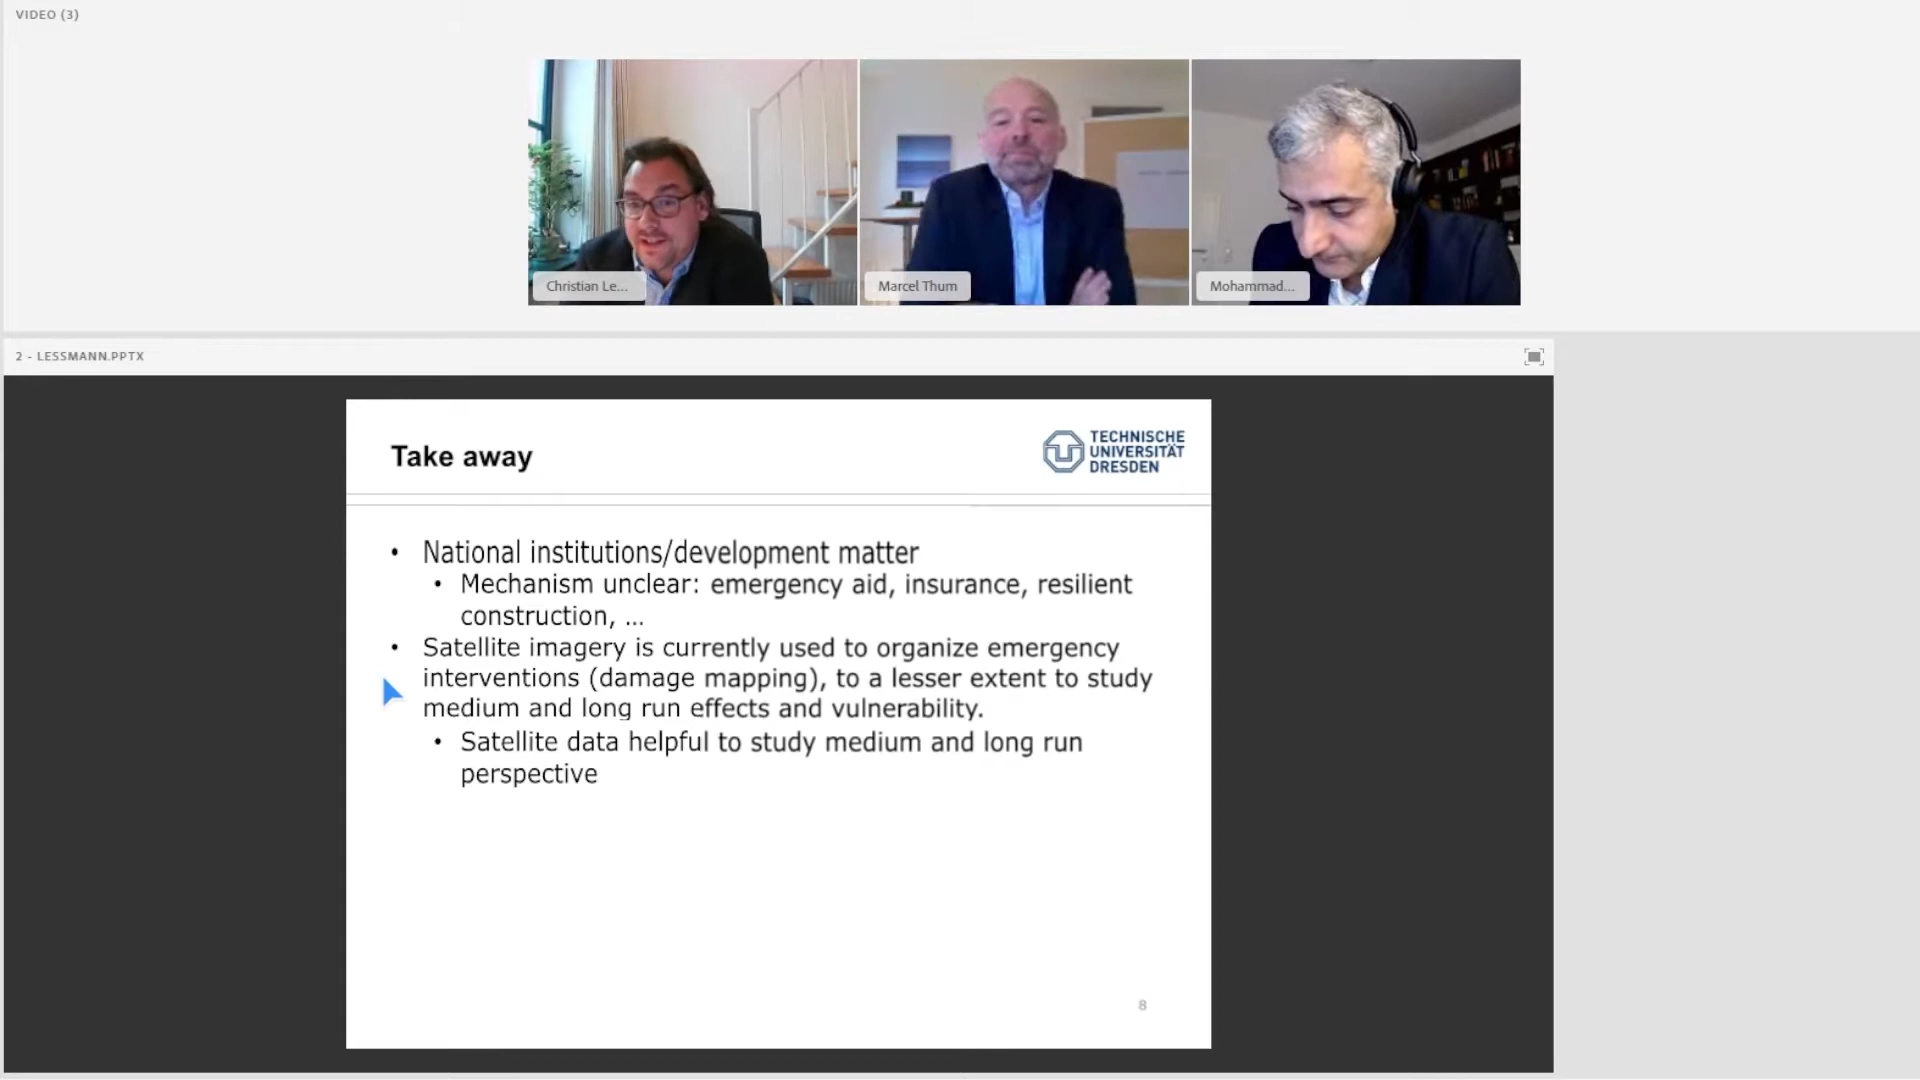 VIDEO (3)
Christian Le...
Marcel Thum
Mohammad...
2 - LESSMANN.PPTX
Take away
TECHNISCHE
UNIVERSITÄT
DRESDEN
• National institutions/development matter
• Mechanism unclear: emergency aid, insurance, resilient
construction, ...
• Satellite imagery is currently used to organize emergency
interventions (damage mapping), to a lesser extent to study
medium and long run effects and vulnerability.
• Satellite data helpful to study medium and long run
perspective
8